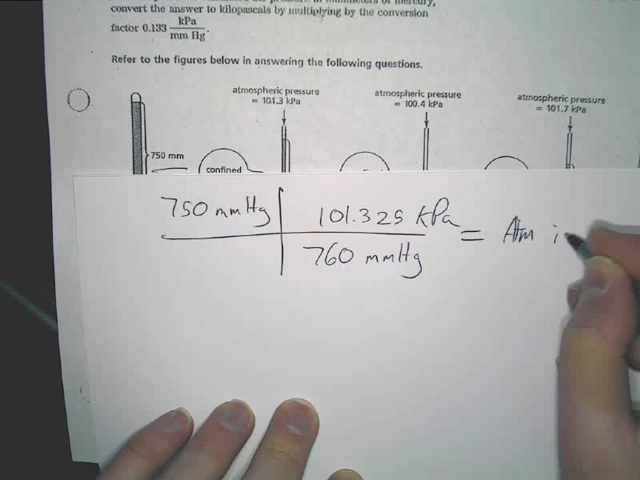 convert the answer to kilopascals by multiplying by the conversion
factor 0.133 kPa
mm Hg.
Refer to the figures below in answering the following questions.
atmospheric pressure
= 101.3 kPa
atmospheric pressure
= 100.4 kPa
atmospheric pressure
= 101.7 kPa
750 mm
confined
750 mmHg 101.325 kPa
760 mmHg
= Atm i